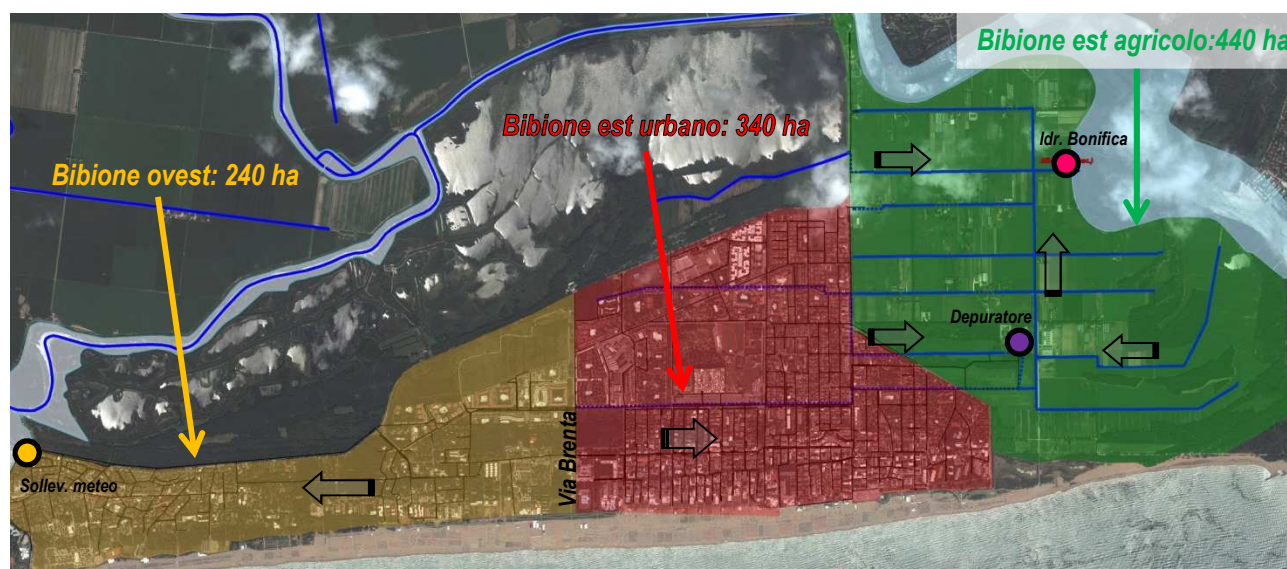 Bibione est agricolo:440 ha
Bibione est urbano: 340 ha
Idr. Bonifica
Bibione ovest: 240 ha
Depuratore
Via Brenta
Sollev. meteo